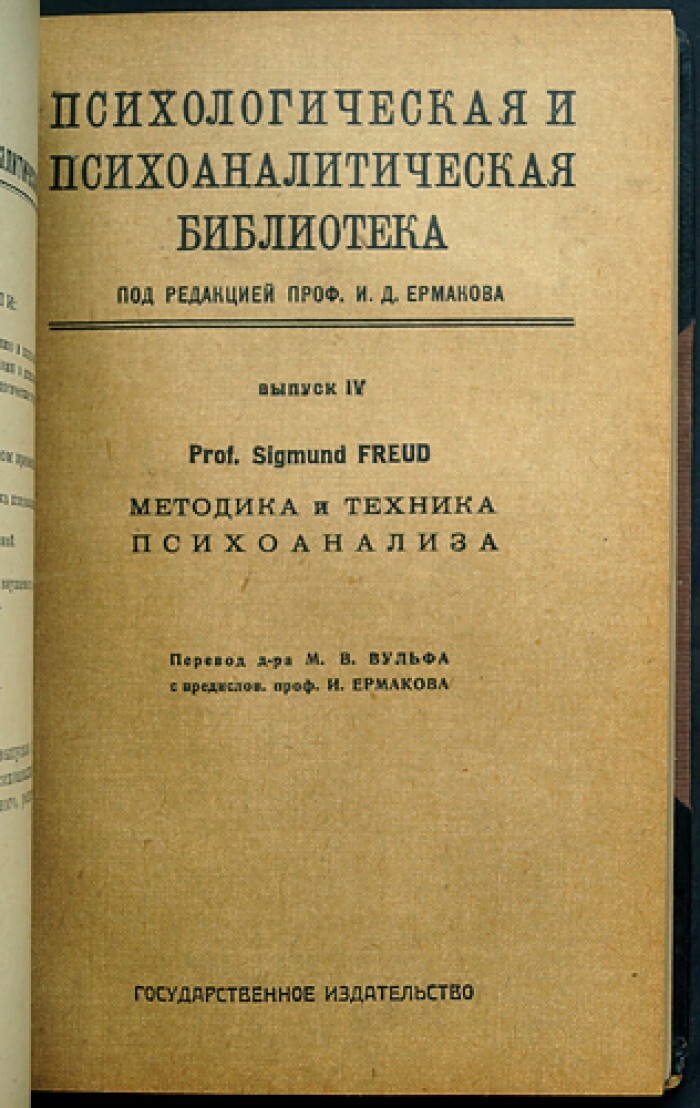 ПСИХОЛОГИЧЕСКАЯ И
ПСИХОАНАЛИТИЧЕСКАЯ
БИБЛИОТЕКА
ПОД РЕДАКЦИЕЙ ПРОФ. И. Д. ЕРМАКОВА
ВЫПУСК IV
Prof. Sigmund FREUD
МЕТОДИКА и ТЕХНИКА
ПСИХОАНАЛИЗА
Перевод д-ра М. В. ВУЛЬФА
с предислов. проф. И. ЕРМАКОВА
ГОСУДАРСТВЕННОЕ ИЗДАТЕЛЬСТВО